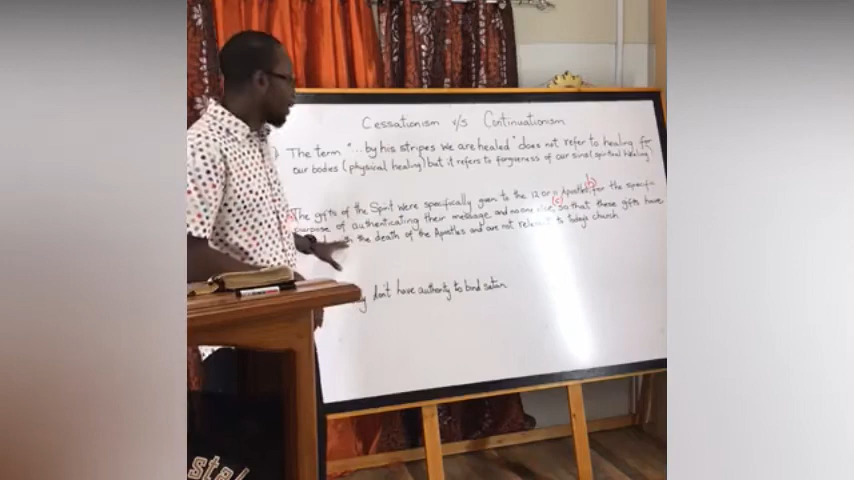 Cessationism v/s Continuationism
) The term "...by his stripes we are healed" does not refer to healing for
our bodies (physical healing) but it refers to forgiveness of our sins (spiritual healing)
(b)
The gifts of the Spirit were specifically given to the 12 or 11 Apostles for the specific
(c)
purpose of authenticating their message and no one else, so that these gifts have
with the death of the Apostles and are not relevant to today's church
don't have authority to bind satan